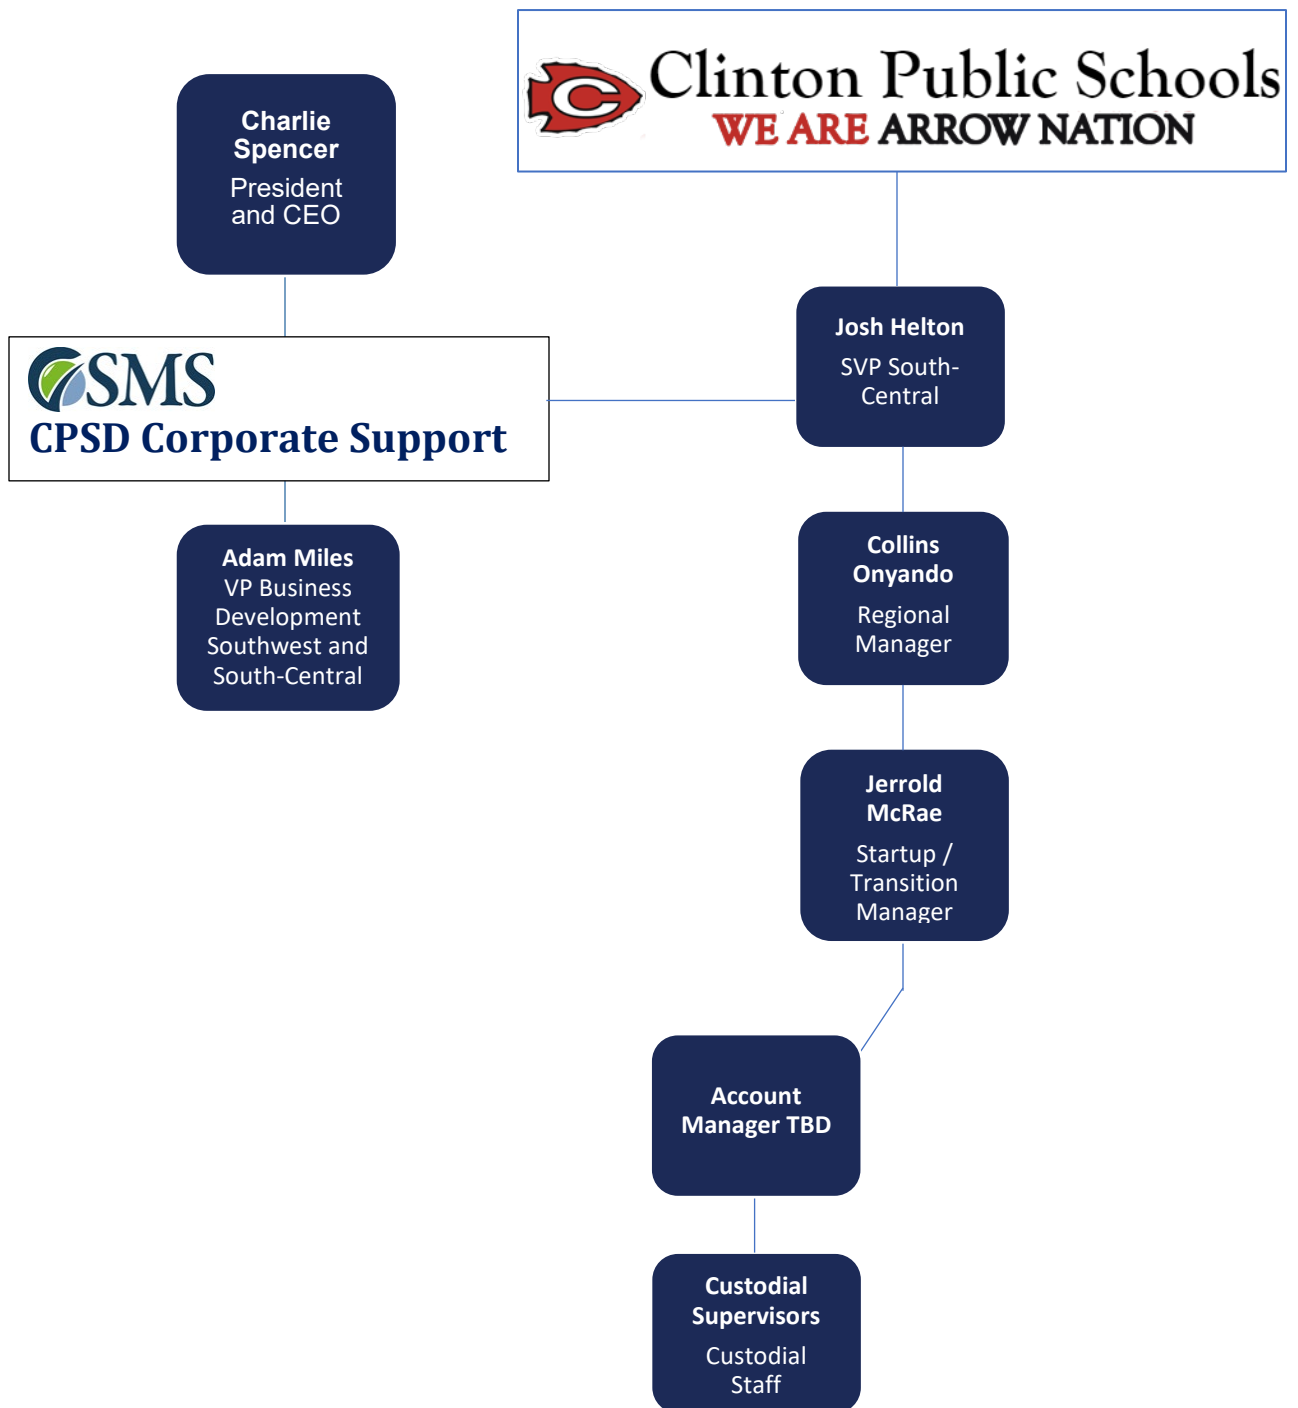 Clinton Public Schools
WE ARE ARROW NATION
Charlie
Spencer
President
and CEO
SMS
CPSD Corporate Support
Adam Miles
VP Business
Development
Southwest and
South-Central
Josh Helton
SVP South-
Central
Collins
Onyando
Regional
Manager
Jerrold
McRae
Startup /
Transition
Manager
Account
Manager TBD
Custodial
Supervisors
Custodial
Staff